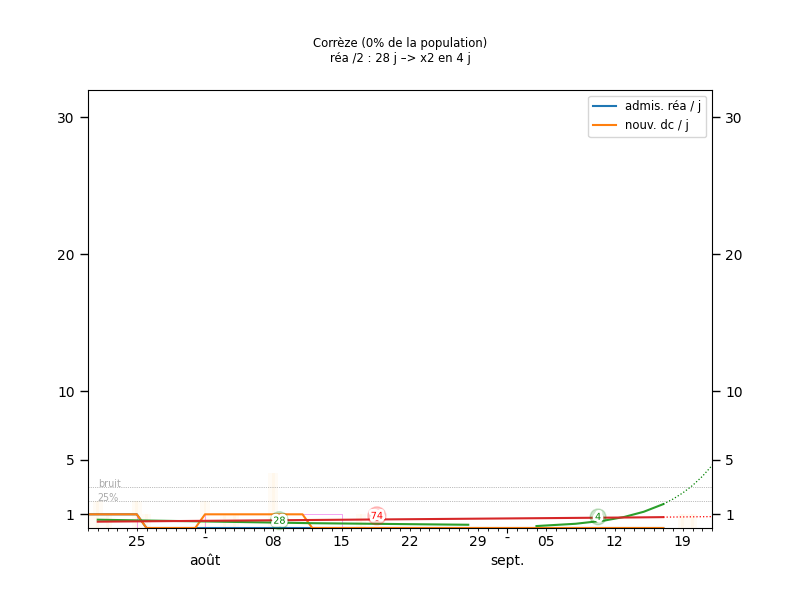 Corrèze (0% de la population)
réa /2 : 28 j –> x2 en 4 j
admis. réa / j
nouv. dc / j
30 30
20 20
10 10
5 5
bruit
25%
1 28 74 4 1
25 - 08 15 22 29 - 05 12 19
août sept.